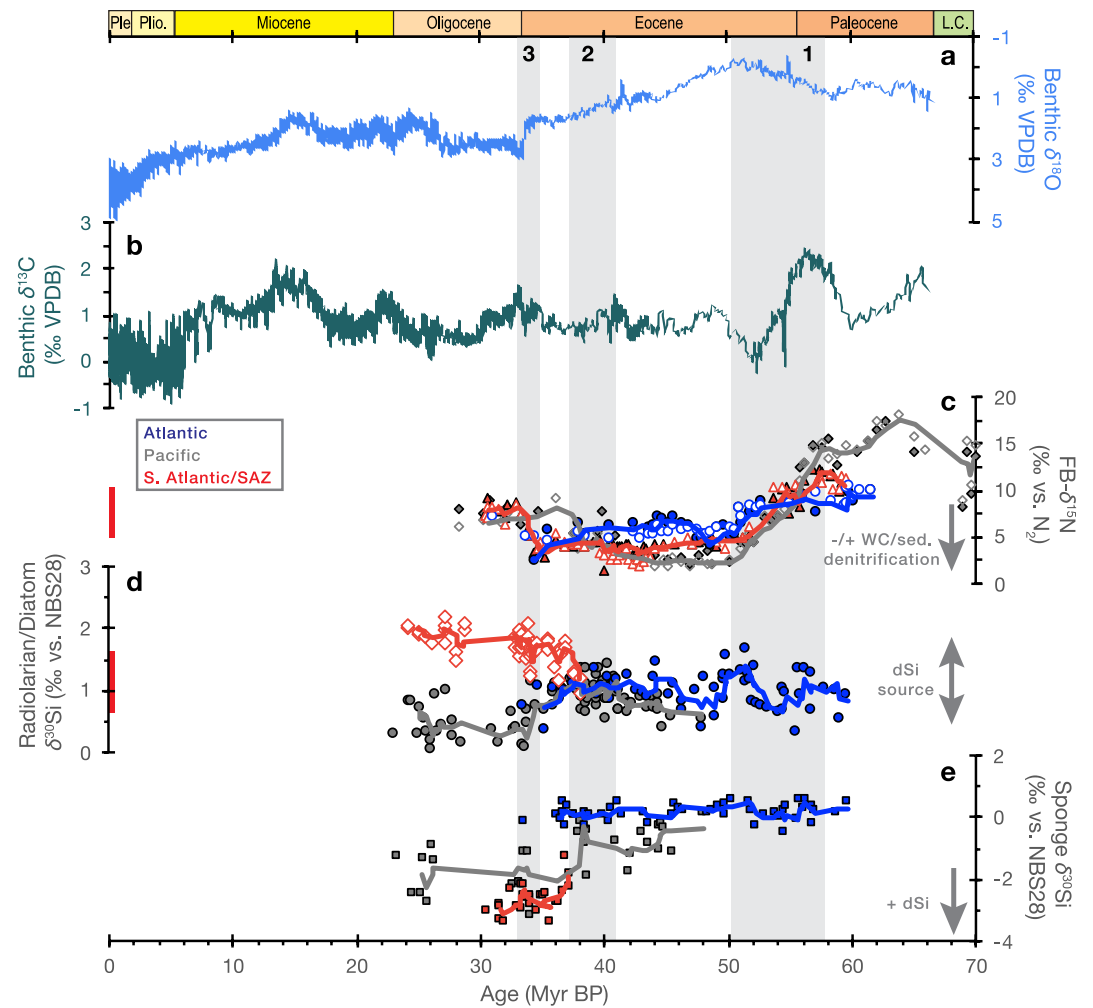 Ple Plio. Miocene Oligocene Eocene Paleocene L.C.
3 2 1 a
-1
1
3
5
Benthic δ18O
(‰ VPDB)
b
3
2
1
0
-1
Benthic δ13C
(‰ VPDB)
Atlantic
Pacific
S. Atlantic/SAZ
c
20
15
10
5
0
FB-δ15N
(‰ vs. N2)
-/+ WC/sed.
denitrification
d
3
2
1
0
Radiolarian/Diatom
δ30Si (‰ vs. NBS28)
dSi
source
e
2
0
-2
-4
Sponge δ30Si
(‰ vs. NBS28)
+ dSi
0 10 20 30 40 50 60 70
Age (Myr BP)